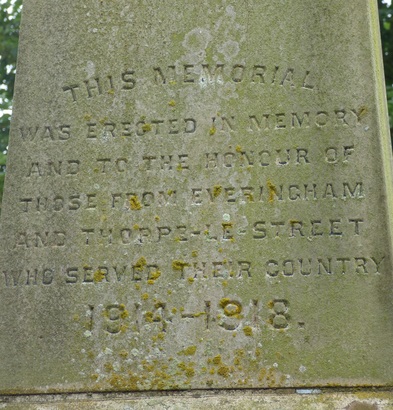 THIS MEMORIAL
WAS ERECTED IN MEMORY
AND TO THE HONOUR OF
THOSE FROM EVERINGHAM
AND THORPE-LE-STREET
WHO SERVED THEIR COUNTRY
1914-1918.